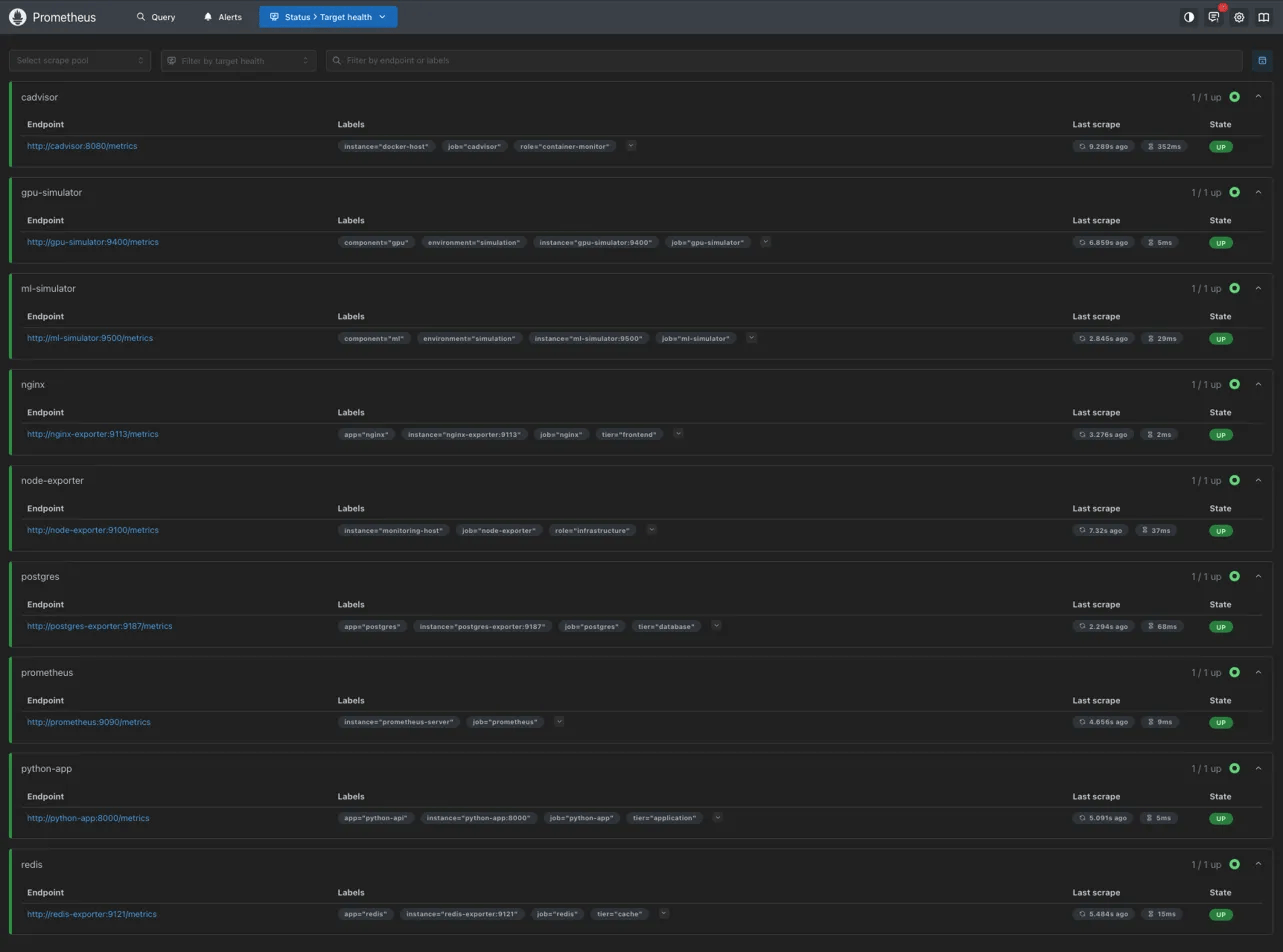 Prometheus Query Alerts Status > Target health
Select scrape pool Filter by target health Filter by endpoint or labels
cadvisor 1 / 1 up
Endpoint Labels Last scrape State
http://cadvisor:8080/metrics instance="docker-host" job="cadvisor" role="container-monitor" 9.289s ago 352ms UP
gpu-simulator 1 / 1 up
Endpoint Labels Last scrape State
http://gpu-simulator:9400/metrics component="gpu" environment="simulation" instance="gpu-simulator:9400" job="gpu-simulator" 6.859s ago 5ms UP
ml-simulator 1 / 1 up
Endpoint Labels Last scrape State
http://ml-simulator:9500/metrics component="ml" environment="simulation" instance="ml-simulator:9500" job="ml-simulator" 2.845s ago 29ms UP
nginx 1 / 1 up
Endpoint Labels Last scrape State
http://nginx-exporter:9113/metrics app="nginx" instance="nginx-exporter:9113" job="nginx" tier="frontend" 3.276s ago 2ms UP
node-exporter 1 / 1 up
Endpoint Labels Last scrape State
http://node-exporter:9100/metrics instance="monitoring-host" job="node-exporter" role="infrastructure" 7.32s ago 37ms UP
postgres 1 / 1 up
Endpoint Labels Last scrape State
http://postgres-exporter:9187/metrics app="postgres" instance="postgres-exporter:9187" job="postgres" tier="database" 2.294s ago 68ms UP
prometheus 1 / 1 up
Endpoint Labels Last scrape State
http://prometheus:9090/metrics instance="prometheus-server" job="prometheus" 4.656s ago 9ms UP
python-app 1 / 1 up
Endpoint Labels Last scrape State
http://python-app:8000/metrics app="python-api" instance="python-app:8000" job="python-app" tier="application" 5.091s ago 5ms UP
redis 1 / 1 up
Endpoint Labels Last scrape State
http://redis-exporter:9121/metrics app="redis" instance="redis-exporter:9121" job="redis" tier="cache" 5.484s ago 15ms UP